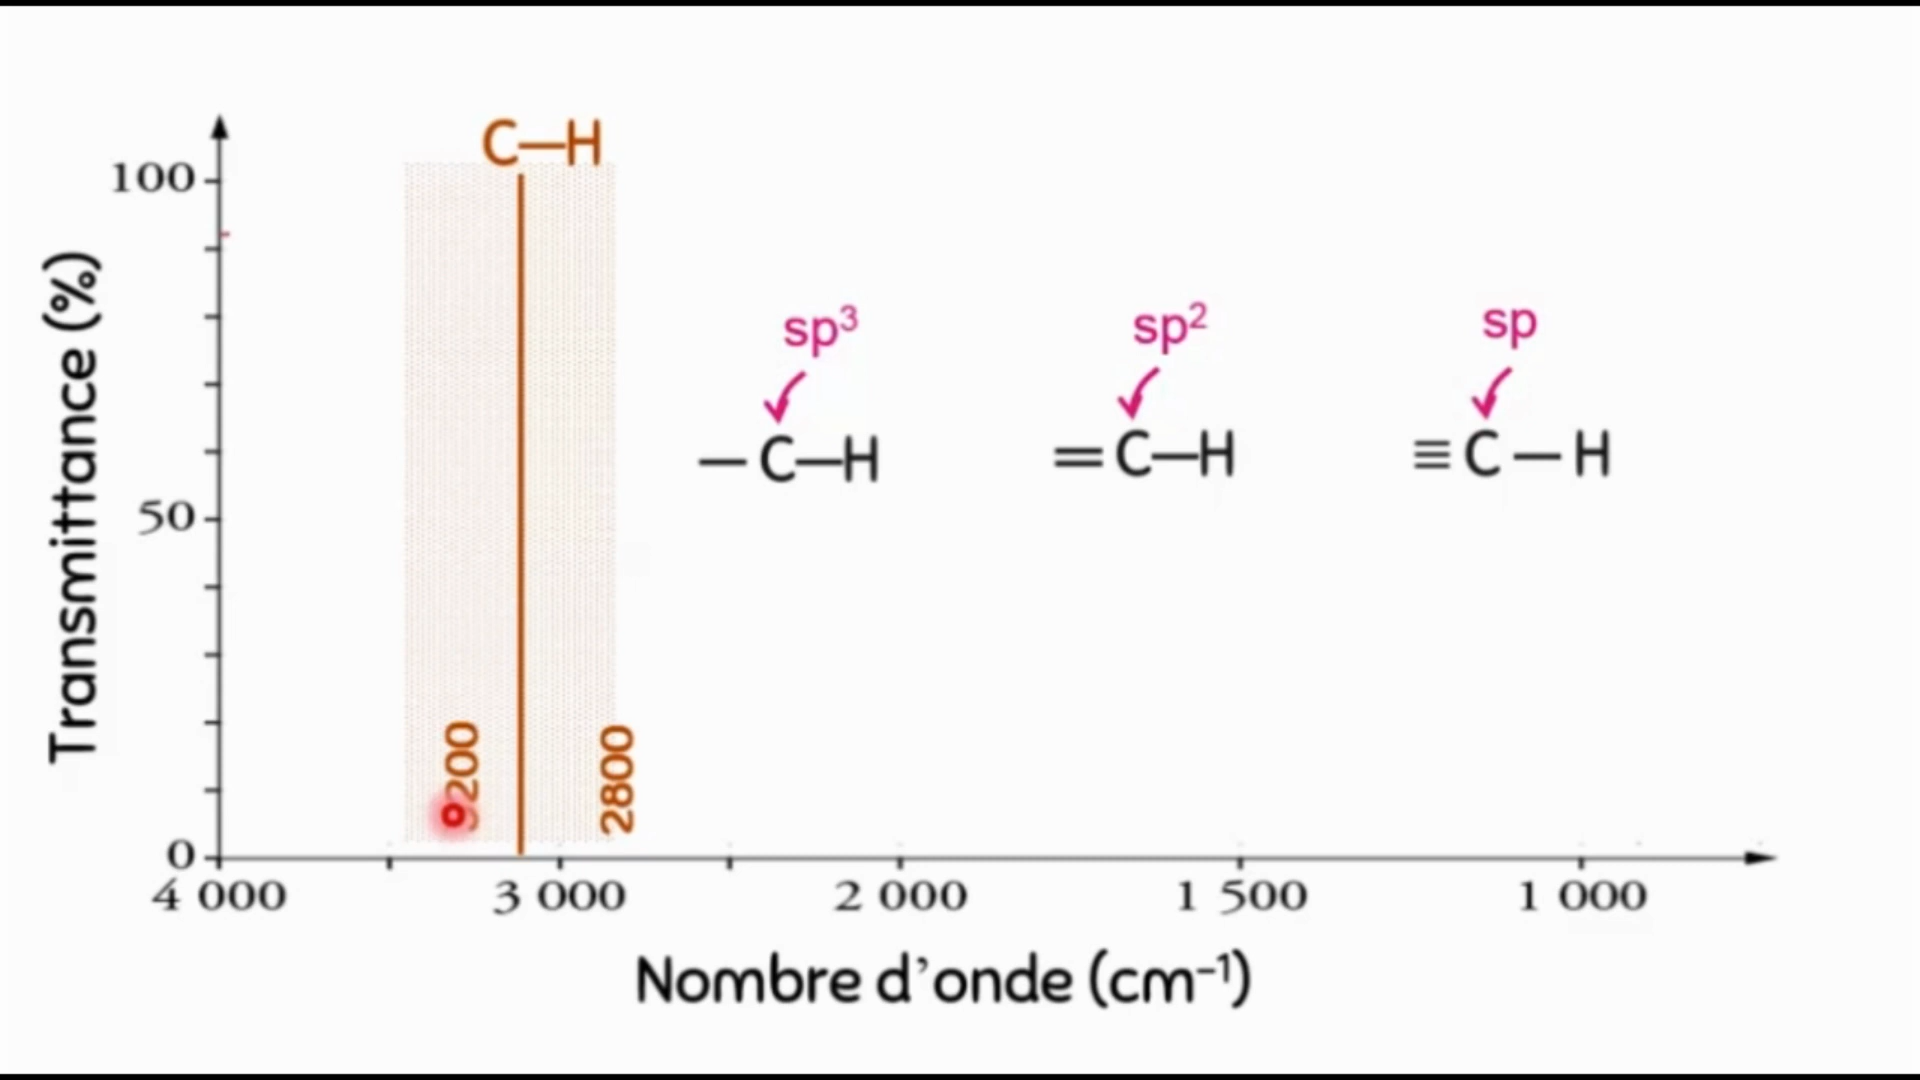 C—H
100
50
0
Transmittance (%)
sp³
sp²
sp
—C—H
=C—H
≡C—H
2800
4 000
3 000
2 000
1 500
1 000
Nombre d’onde (cm⁻¹)